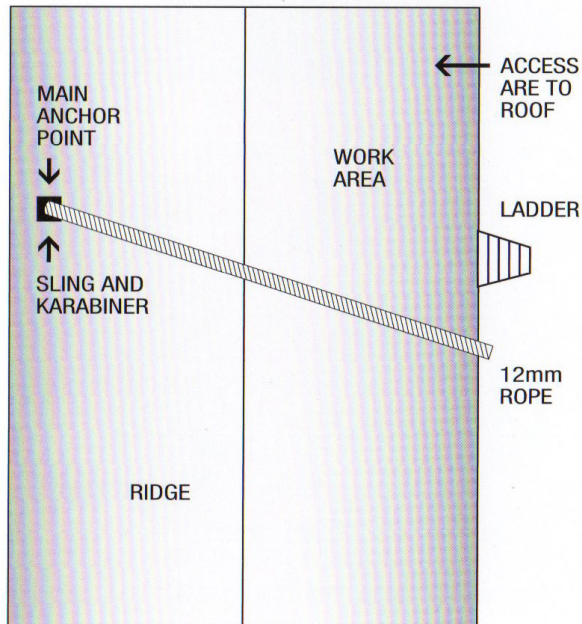 MAIN
ANCHOR
POINT
SLING AND
KARABINER
WORK
AREA
RIDGE
ACCESS
ARE TO
ROOF
LADDER
12mm
ROPE